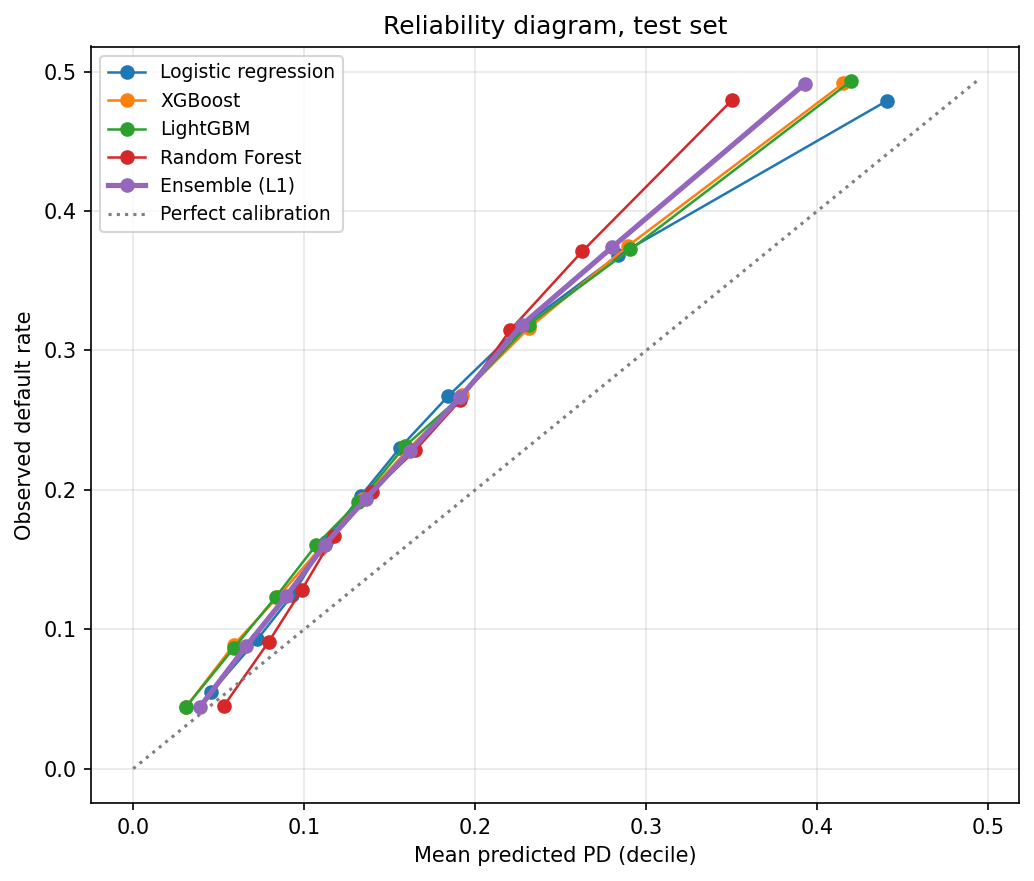 Reliability diagram, test set
Logistic regression
XGBoost
LightGBM
Random Forest
Ensemble (L1)
Perfect calibration
Observed default rate
0.5
0.4
0.3
0.2
0.1
0.0
0.0 0.1 0.2 0.3 0.4 0.5
Mean predicted PD (decile)